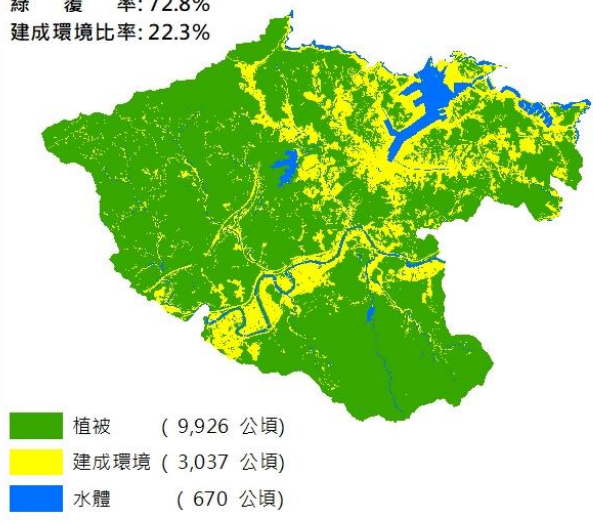 綠覆率: 72.8%
建成環境比率: 22.3%
植被 ( 9,926 公頃)
建成環境 ( 3,037 公頃)
水體 ( 670 公頃)